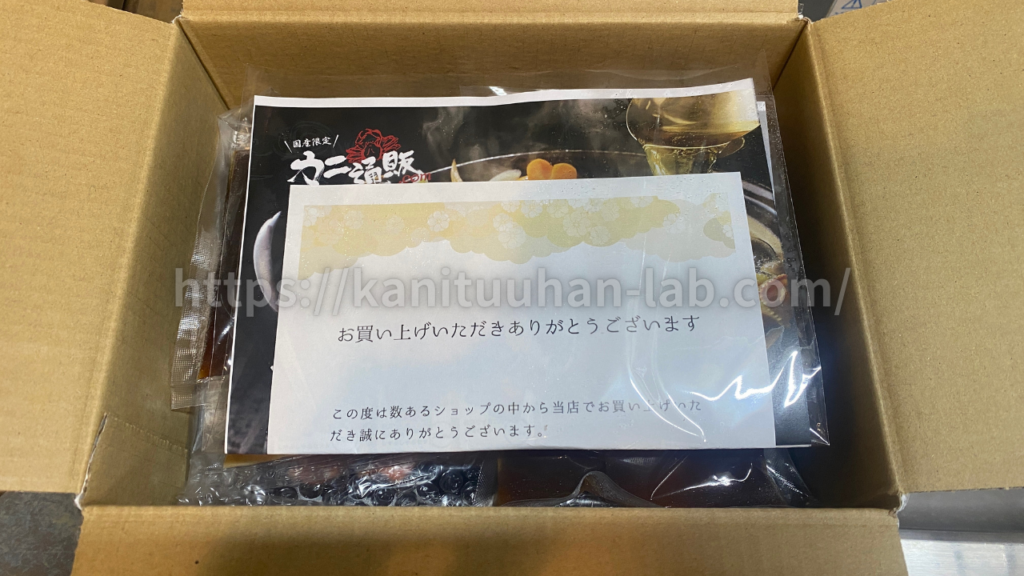 国産限定
カニ通販
.com
https://kanituuhan-lab.com/
お買い上げいただきありがとうございます
この度は数あるショップの中から当店でお買い上げいた
だき誠にありがとうございます。